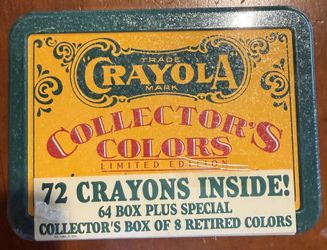 TRADE
CRAYOLA
MARK
COLLECTOR'S
COLORS
LIMITED EDITION
72 CRAYONS INSIDE!
64 BOX PLUS SPECIAL
COLLECTOR'S BOX OF 8 RETIRED COLORS